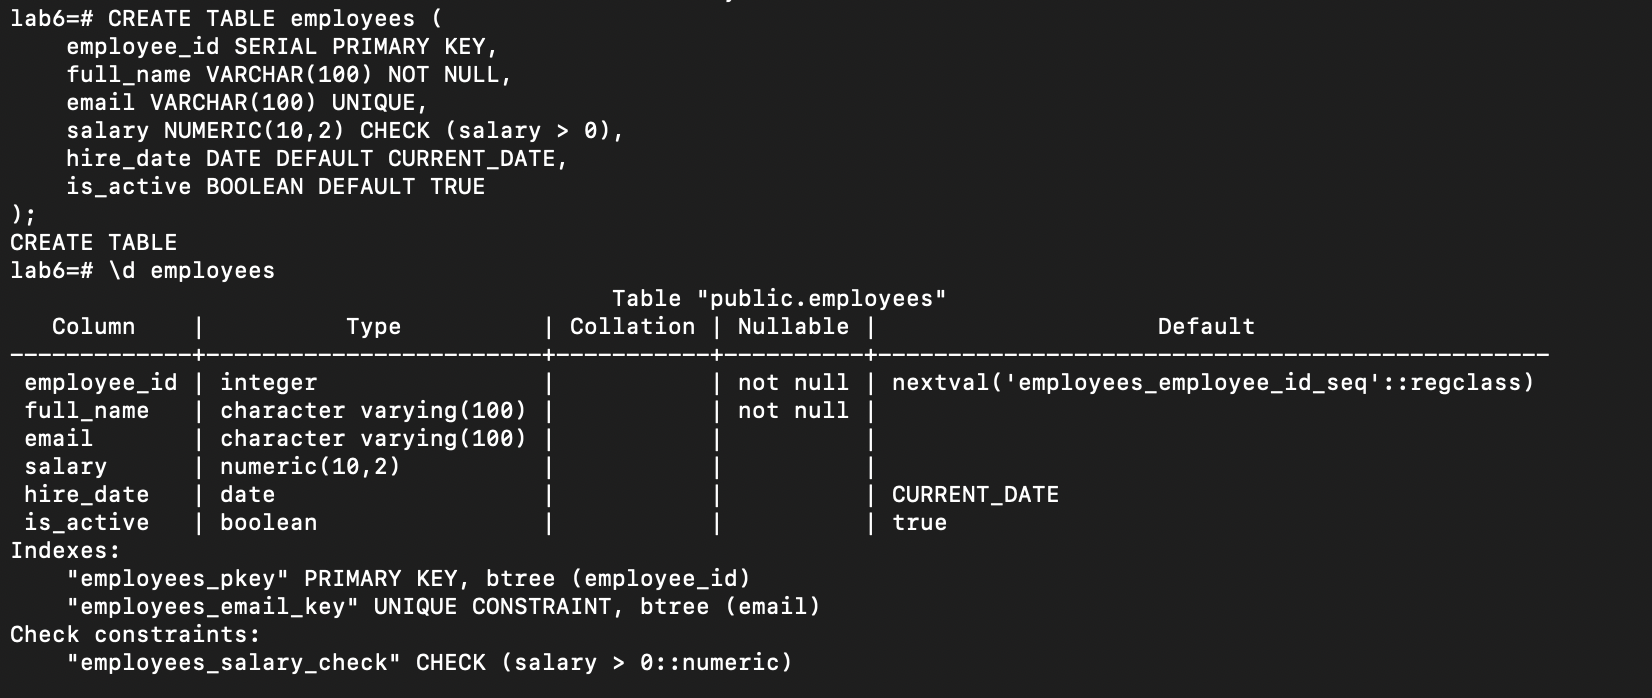 lab6=# CREATE TABLE employees (
    employee_id SERIAL PRIMARY KEY,
    full_name VARCHAR(100) NOT NULL,
    email VARCHAR(100) UNIQUE,
    salary NUMERIC(10,2) CHECK (salary > 0),
    hire_date DATE DEFAULT CURRENT_DATE,
    is_active BOOLEAN DEFAULT TRUE
);
CREATE TABLE
lab6=# \d employees
                                           Table "public.employees"
   Column    |          Type          | Collation | Nullable |                    Default
-------------+------------------------+-----------+----------+------------------------------------------------
 employee_id | integer                |           | not null | nextval('employees_employee_id_seq'::regclass)
 full_name   | character varying(100) |           | not null |
 email       | character varying(100) |           |          |
 salary      | numeric(10,2)          |           |          |
 hire_date   | date                   |           |          | CURRENT_DATE
 is_active   | boolean                |           |          | true
Indexes:
    "employees_pkey" PRIMARY KEY, btree (employee_id)
    "employees_email_key" UNIQUE CONSTRAINT, btree (email)
Check constraints:
    "employees_salary_check" CHECK (salary > 0::numeric)